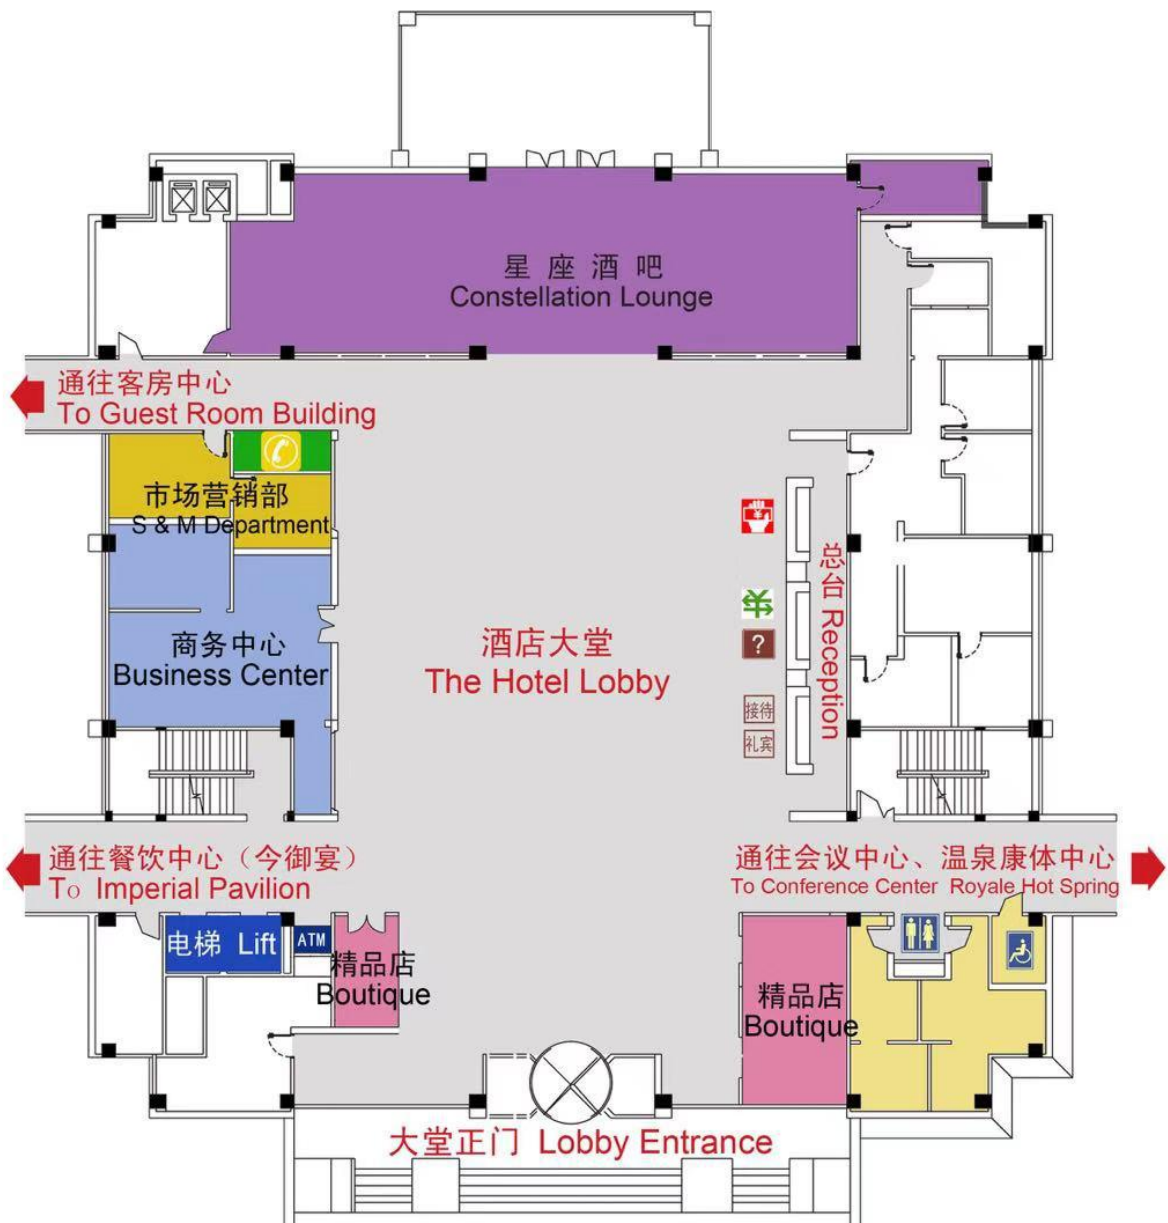 星座酒吧
Constellation Lounge
通往客房中心
To Guest Room Building
市场营销部
S & M Department
商务中心
Business Center
酒店大堂
The Hotel Lobby
?
接待
礼宾
总台 Reception
通往餐饮中心（今御宴）
To Imperial Pavilion
通往会议中心、温泉康体中心
To Conference Center Royale Hot Spring
电梯 Lift
ATM
精品店
Boutique
精品店
Boutique
大堂正门 Lobby Entrance